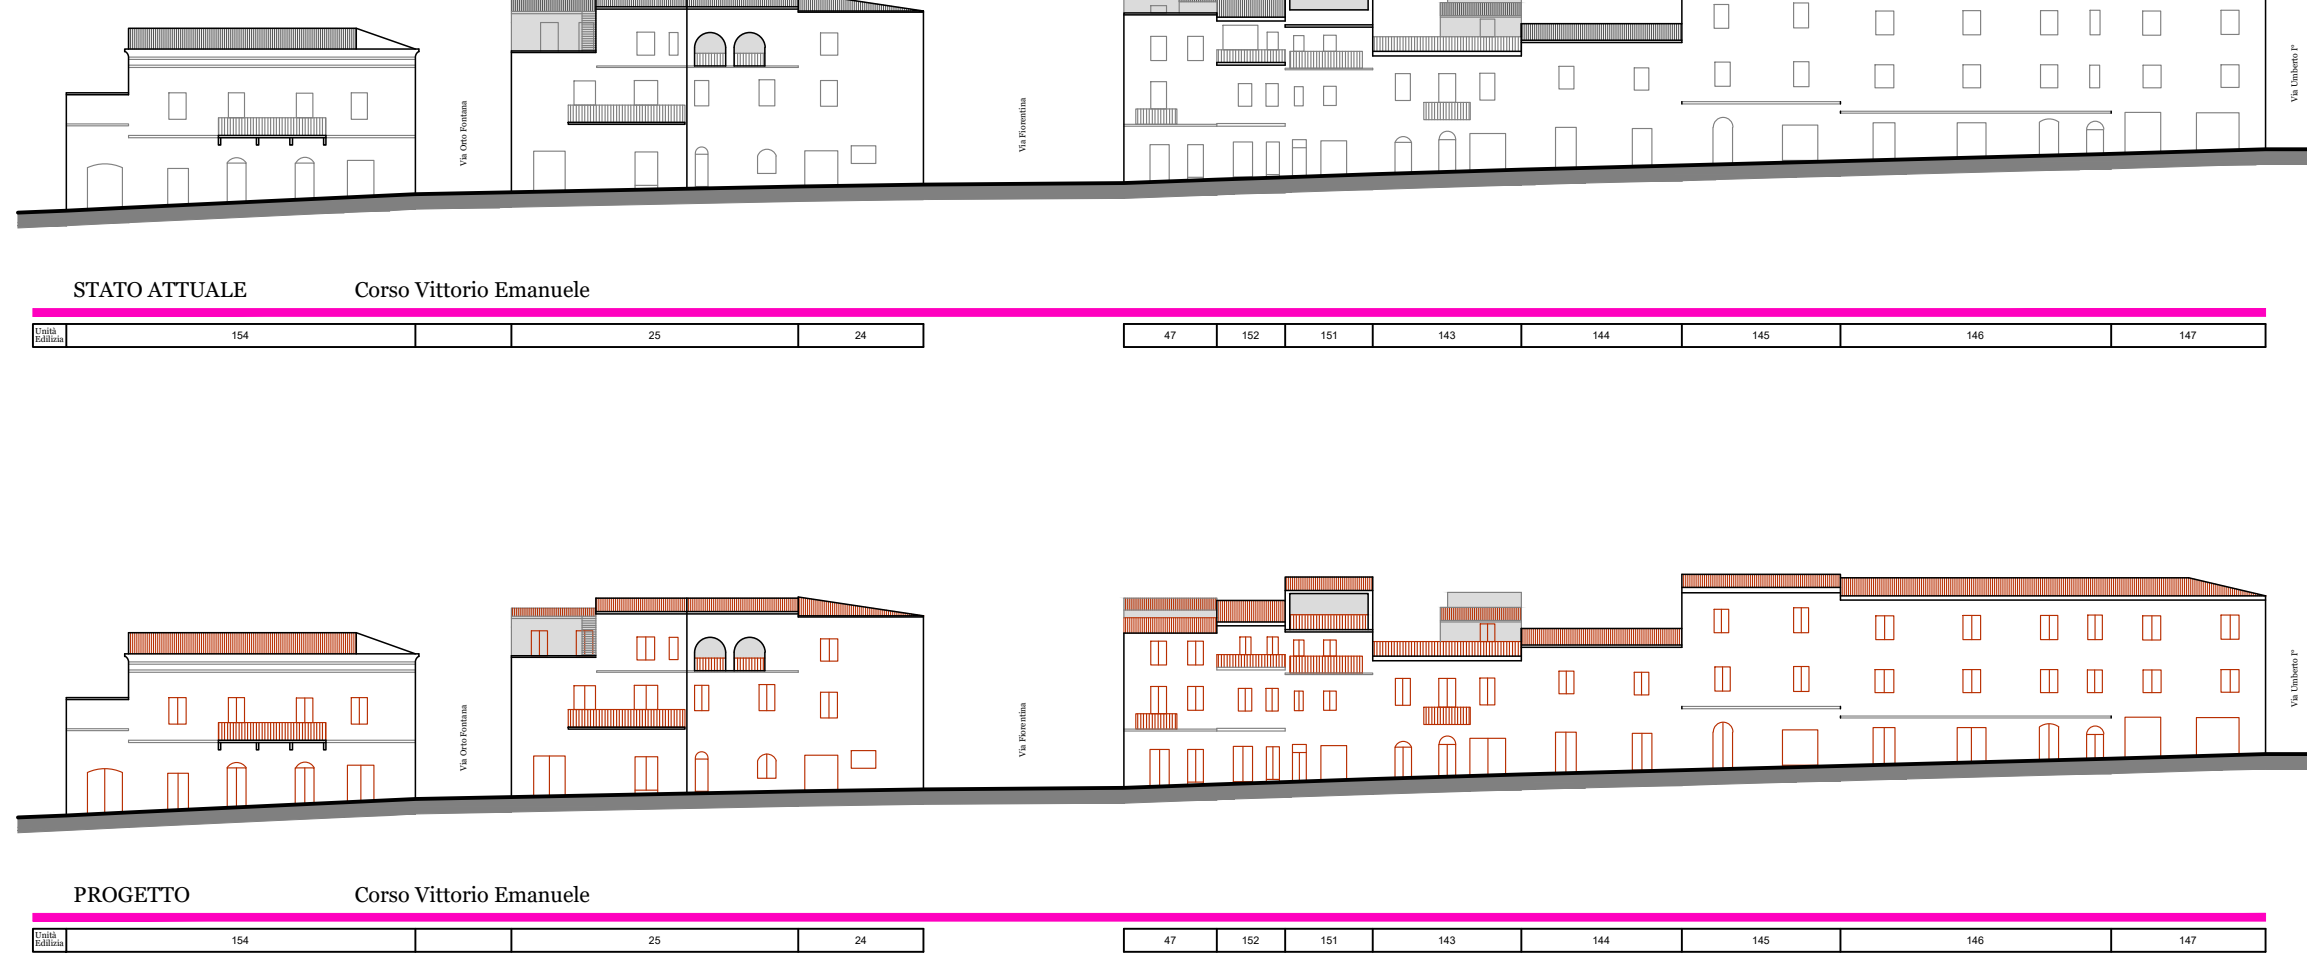 Via Orto Fontana
Via Fiorentina
Via Umberto I°
STATO ATTUALE Corso Vittorio Emanuele
Unità
Edilizia
154 25 24 47 152 151 143 144 145 146 147
Via Orto Fontana
Via Fiorentina
Via Umberto I°
PROGETTO Corso Vittorio Emanuele
Unità
Edilizia
154 25 24 47 152 151 143 144 145 146 147